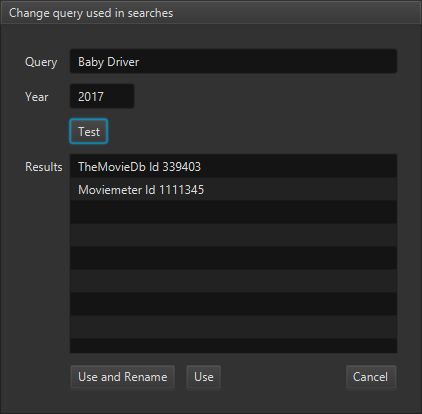 Change query used in searches
Query Baby Driver
Year 2017
Test
Results TheMovieDb Id 339403
Moviemeter Id 1111345
Use and Rename Use Cancel